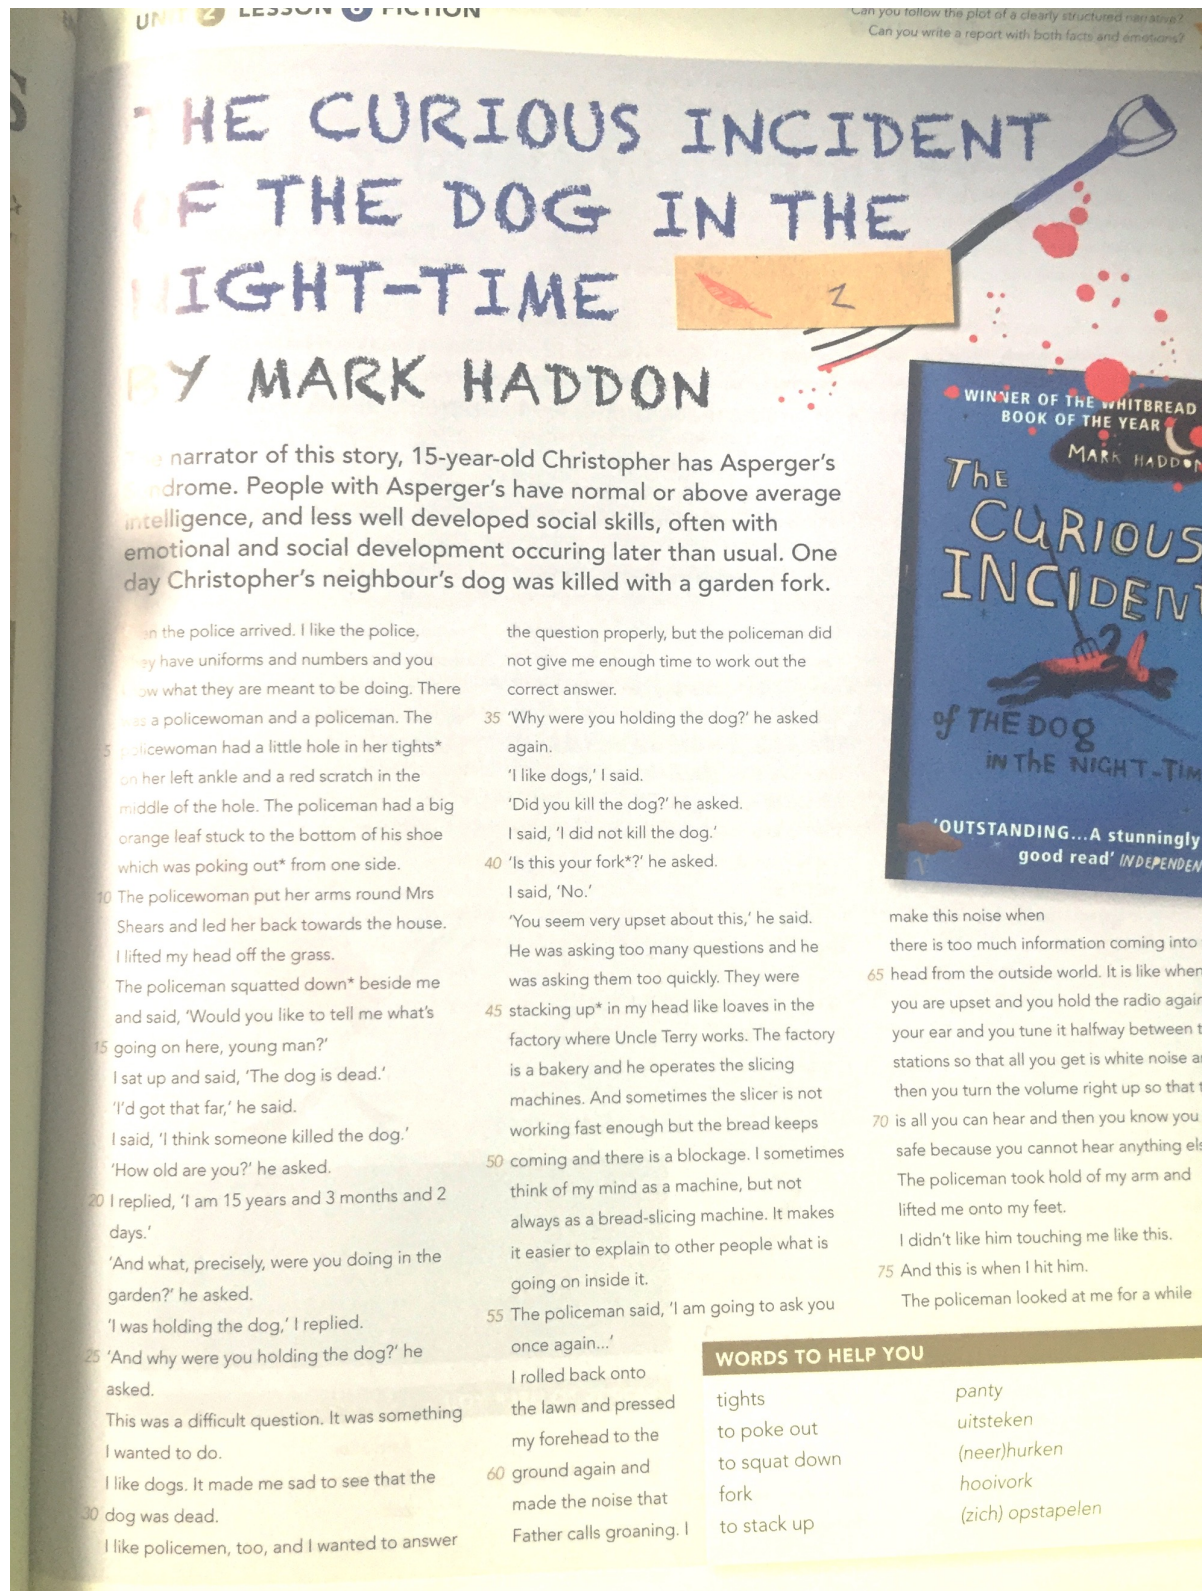 UNIT 2 LESSON FICTION
Can you follow the plot of a clearly structured narrative?
Can you write a report with both facts and emotions?
THE CURIOUS INCIDENT
OF THE DOG IN THE
NIGHT-TIME
BY MARK HADDON
narrator of this story, 15-year-old Christopher has Asperger's
drome. People with Asperger's have normal or above average
intelligence, and less well developed social skills, often with
emotional and social development occuring later than usual. One
day Christopher's neighbour's dog was killed with a garden fork.
the police arrived. I like the police.
have uniforms and numbers and you
what they are meant to be doing. There
a policewoman and a policeman. The
5 policewoman had a little hole in her tights*
on her left ankle and a red scratch in the
middle of the hole. The policeman had a big
orange leaf stuck to the bottom of his shoe
which was poking out* from one side.
10 The policewoman put her arms round Mrs
Shears and led her back towards the house.
I lifted my head off the grass.
The policeman squatted down* beside me
and said, 'Would you like to tell me what's
15 going on here, young man?'
I sat up and said, 'The dog is dead.'
'I'd got that far,' he said.
I said, 'I think someone killed the dog.'
'How old are you?' he asked.
20 I replied, 'I am 15 years and 3 months and 2
days.'
'And what, precisely, were you doing in the
garden?' he asked.
'I was holding the dog,' I replied.
25 'And why were you holding the dog?' he
asked.
This was a difficult question. It was something
I wanted to do.
I like dogs. It made me sad to see that the
30 dog was dead.
I like policemen, too, and I wanted to answer
the question properly, but the policeman did
not give me enough time to work out the
correct answer.
35 'Why were you holding the dog?' he asked
again.
'I like dogs,' I said.
'Did you kill the dog?' he asked.
I said, 'I did not kill the dog.'
40 'Is this your fork*?' he asked.
I said, 'No.'
'You seem very upset about this,' he said.
He was asking too many questions and he
was asking them too quickly. They were
45 stacking up* in my head like loaves in the
factory where Uncle Terry works. The factory
is a bakery and he operates the slicing
machines. And sometimes the slicer is not
working fast enough but the bread keeps
50 coming and there is a blockage. I sometimes
think of my mind as a machine, but not
always as a bread-slicing machine. It makes
it easier to explain to other people what is
going on inside it.
55 The policeman said, 'I am going to ask you
once again...'
I rolled back onto
the lawn and pressed
my forehead to the
60 ground again and
made the noise that
Father calls groaning. I
WINNER OF THE WHITBREAD
BOOK OF THE YEAR
MARK HADDON
The
CURIOUS
INCIDENT
of THE DOG
IN THE NIGHT-TIM
'OUTSTANDING...A stunningly
good read' INDEPENDEN
make this noise when
there is too much information coming into
65 head from the outside world. It is like when
you are upset and you hold the radio again
your ear and you tune it halfway between t
stations so that all you get is white noise a
then you turn the volume right up so that t
70 is all you can hear and then you know you
safe because you cannot hear anything els
The policeman took hold of my arm and
lifted me onto my feet.
I didn't like him touching me like this.
75 And this is when I hit him.
The policeman looked at me for a while
WORDS TO HELP YOU
tights panty
to poke out uitsteken
to squat down (neer)hurken
fork hooivork
to stack up (zich) opstapelen